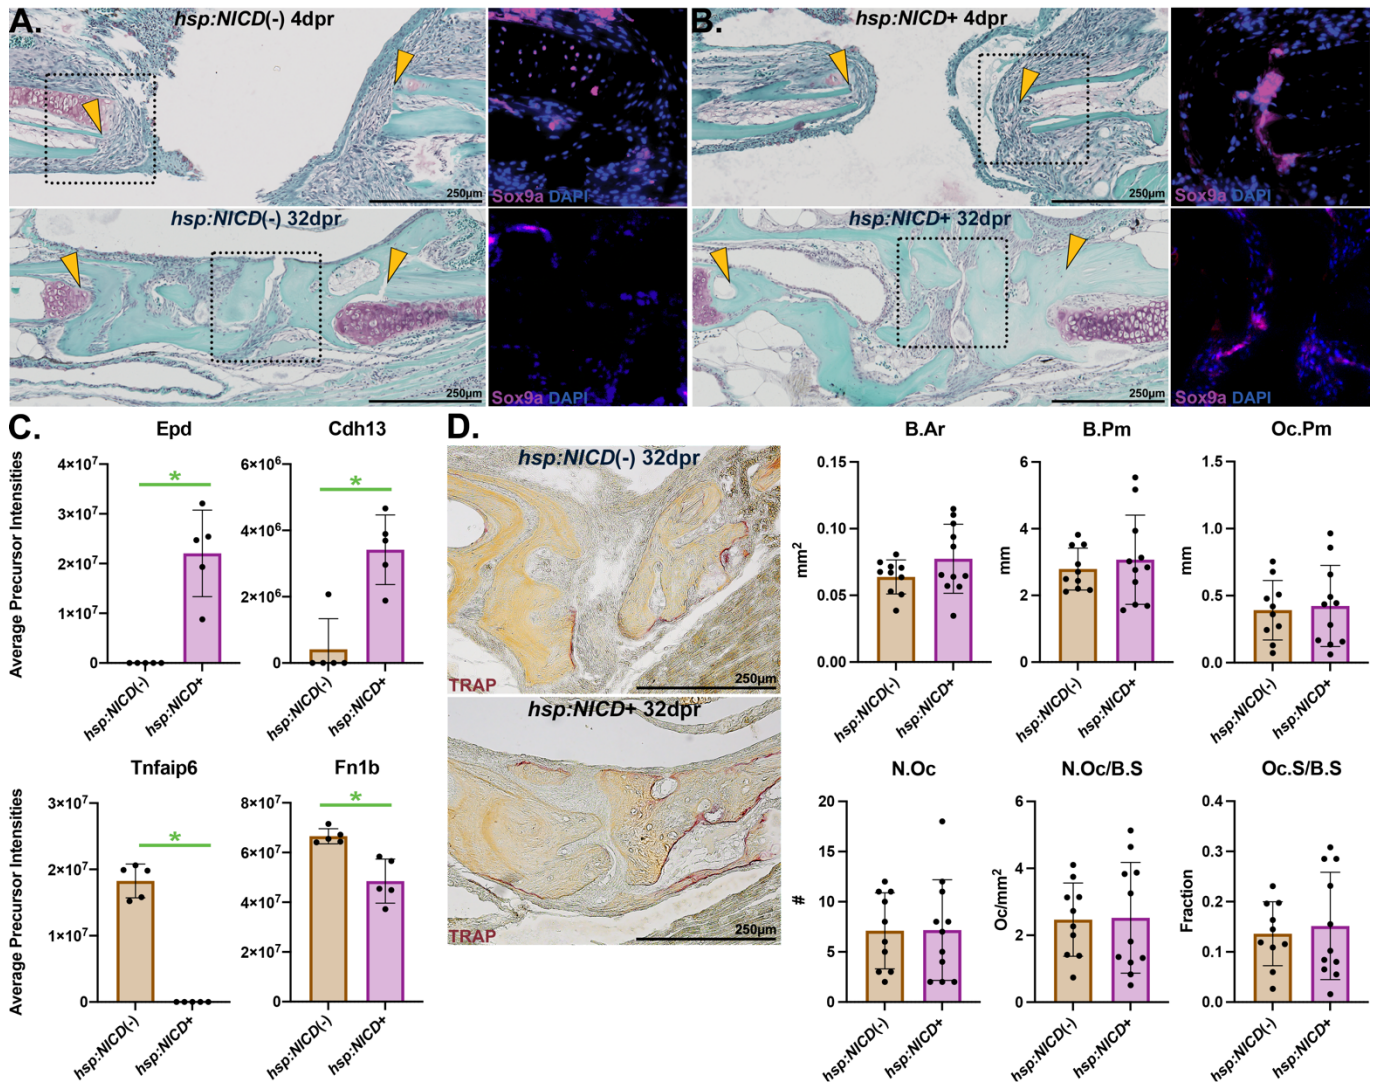 A.
hsp:NICD(-) 4dpr
250µm
Sox9a DAPI
hsp:NICD(-) 32dpr
250µm
Sox9a DAPI
B.
hsp:NICD+ 4dpr
250µm
Sox9a DAPI
hsp:NICD+ 32dpr
250µm
Sox9a DAPI
C.
Epd
Average Precursor Intensities
4×10⁷
3×10⁷
2×10⁷
1×10⁷
0
*
hsp:NICD(-)
hsp:NICD+
Cdh13
6×10⁶
4×10⁶
2×10⁶
0
*
hsp:NICD(-)
hsp:NICD+
Tnfaip6
Average Precursor Intensities
3×10⁷
2×10⁷
1×10⁷
0
*
hsp:NICD(-)
hsp:NICD+
Fn1b
8×10⁷
6×10⁷
4×10⁷
2×10⁷
0
*
hsp:NICD(-)
hsp:NICD+
D.
hsp:NICD(-) 32dpr
TRAP
250µm
hsp:NICD+ 32dpr
TRAP
250µm
B.Ar
mm²
0.15
0.10
0.05
0.00
hsp:NICD(-)
hsp:NICD+
B.Pm
mm
6
4
2
0
hsp:NICD(-)
hsp:NICD+
Oc.Pm
mm
1.5
1.0
0.5
0.0
hsp:NICD(-)
hsp:NICD+
N.Oc
#
20
15
10
5
0
hsp:NICD(-)
hsp:NICD+
N.Oc/B.S
Oc/mm²
6
4
2
0
hsp:NICD(-)
hsp:NICD+
Oc.S/B.S
Fraction
0.4
0.3
0.2
0.1
0.0
hsp:NICD(-)
hsp:NICD+